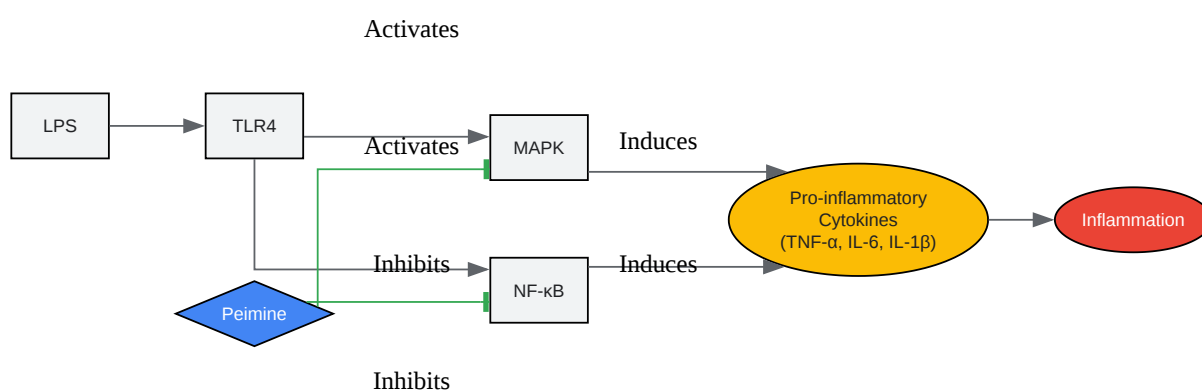 Activates
LPS
TLR4
Activates
MAPK
Induces
Pro-inflammatory
Cytokines
(TNF-α, IL-6, IL-1β)
Inflammation
Inhibits
NF-κB
Induces
Peimine
Inhibits